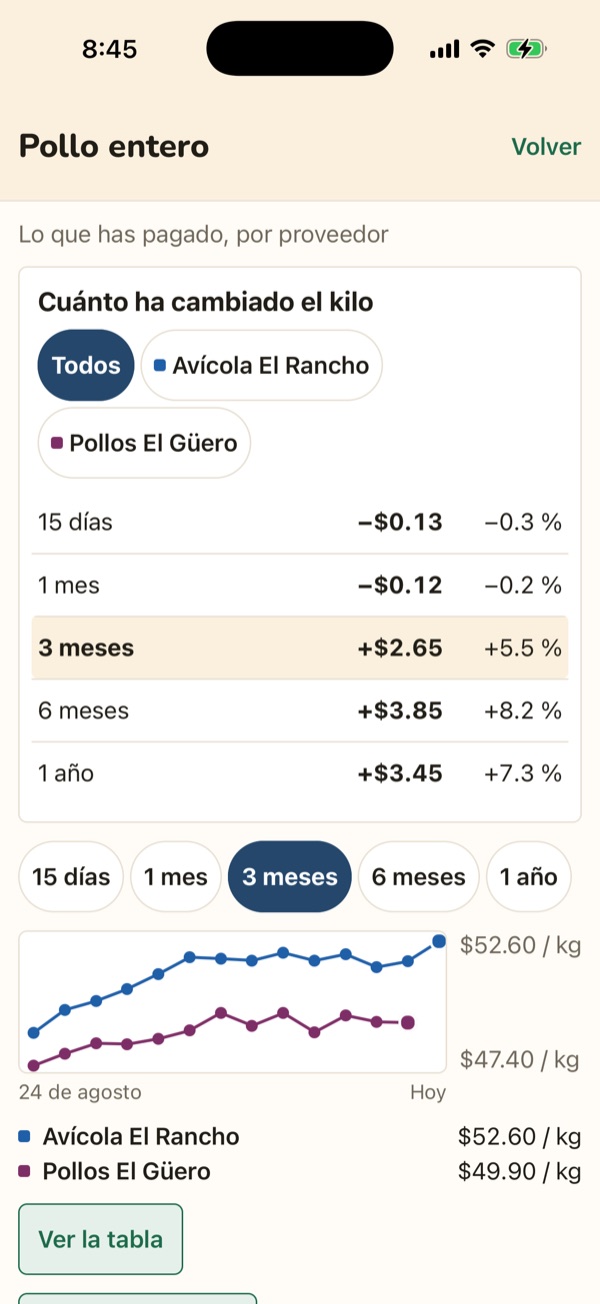 8:45
Pollo entero
Volver
Lo que has pagado, por proveedor
Cuánto ha cambiado el kilo
Todos
Avícola El Rancho
Pollos El Güero
15 días −$0.13 −0.3 %
1 mes −$0.12 −0.2 %
3 meses +$2.65 +5.5 %
6 meses +$3.85 +8.2 %
1 año +$3.45 +7.3 %
15 días 1 mes 3 meses 6 meses 1 año
$52.60 / kg
$47.40 / kg
24 de agosto Hoy
Avícola El Rancho $52.60 / kg
Pollos El Güero $49.90 / kg
Ver la tabla